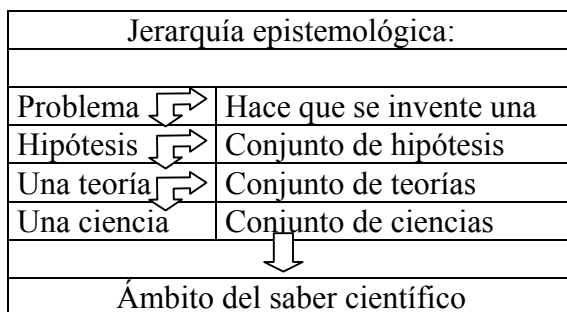 Jerarquía epistemológica:
Problema Hace que se invente una
Hipótesis Conjunto de hipótesis
Una teoría Conjunto de teorías
Una ciencia Conjunto de ciencias
Ámbito del saber científico